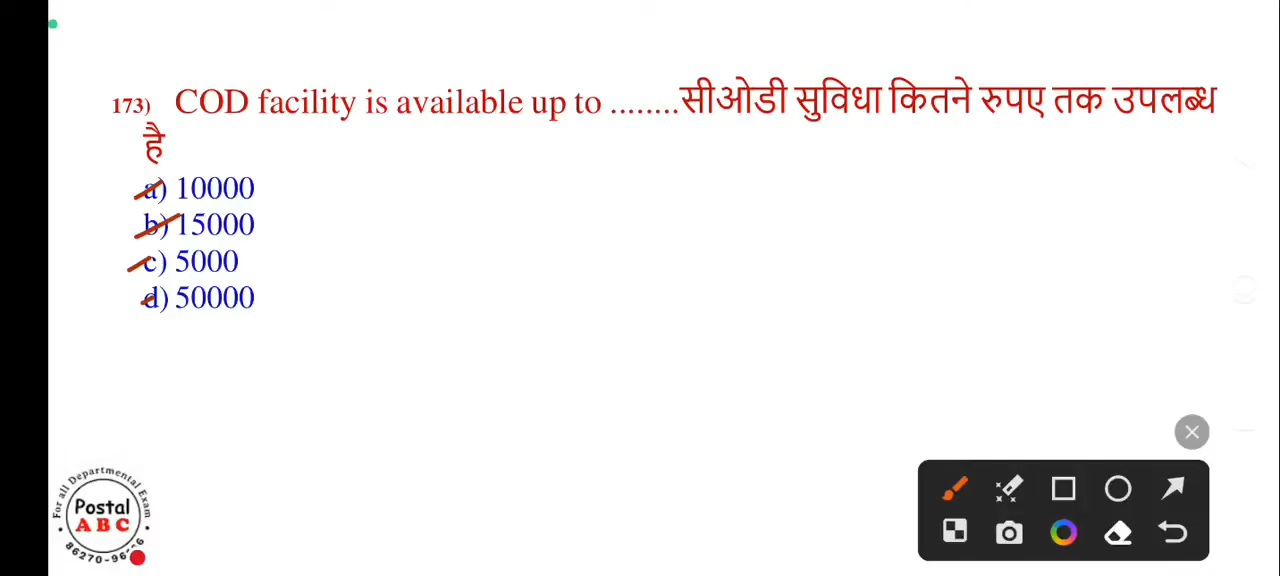 173) COD facility is available up to ........सीओडी सुविधा कितने रुपए तक उपलब्ध
है
a) 10000
b) 15000
c) 5000
d) 50000
For all Departmental Exam
Postal
ABC